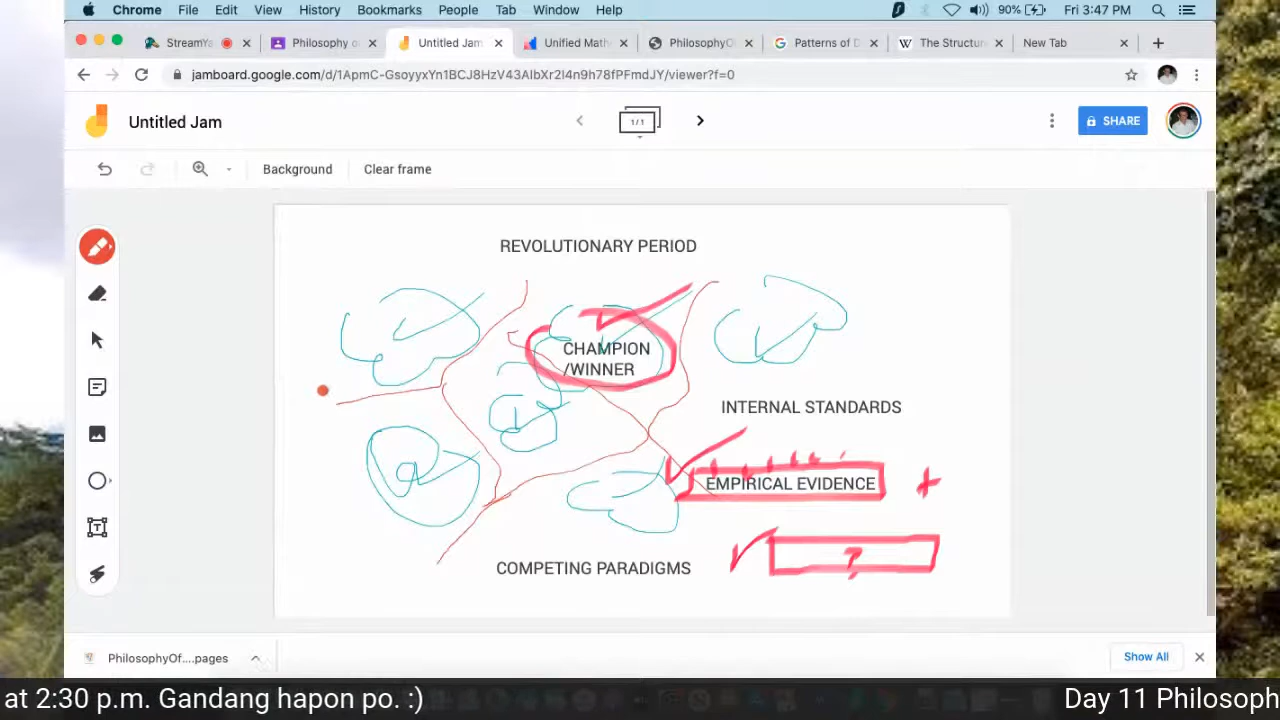 Chrome File Edit View History Bookmarks People Tab Window Help 90% Fri 3:47 PM
StreamYa Philosophy o Untitled Jam Unified Math PhilosophyO Patterns of D The Structur New Tab
jamboard.google.com/d/1ApmC-GsoyyxYn1BCJ8HzV43AIbXr2I4n9h78fPFmdJY/viewer?f=0
Untitled Jam 1/1 SHARE
Background Clear frame
REVOLUTIONARY PERIOD
CHAMPION
/WINNER
INTERNAL STANDARDS
EMPIRICAL EVIDENCE +
?
COMPETING PARADIGMS
PhilosophyOf....pages Show All
at 2:30 p.m. Gandang hapon po. :) Day 11 Philosoph